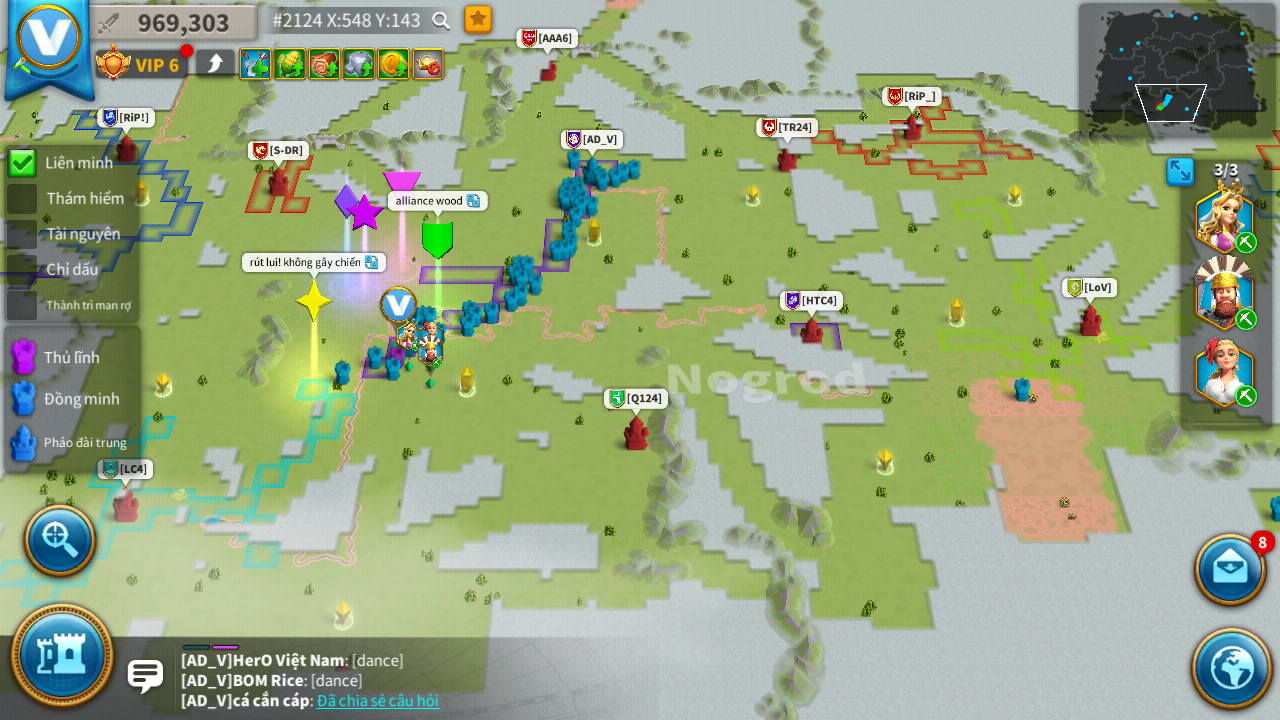 969,303
#2124 X:548 Y:143
VIP 6
[AAA6]
[RiP_]
[RiP!]
[TR24]
[AD_V]
[S-DR]
Liên minh
3/3
Thám hiểm
alliance wood
Tài nguyên
rút lui! không gây chiến
Chỉ dấu
[LoV]
[HTC4]
Thành trì man rợ
Thủ lĩnh
Nogrod
Đồng minh
[Q124]
Pháo đài trung
[LC4]
8
[AD_V]HerO Việt Nam: [dance]
[AD_V]BOM Rice: [dance]
[AD_V]cá cắn cáp: Đã chia sẻ câu hỏi